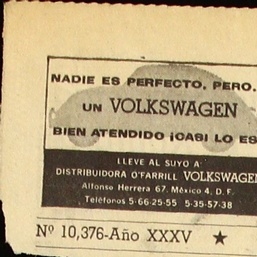 NADIE ES PERFECTO, PERO.
UN VOLKSWAGEN
BIEN ATENDIDO ¡CASI LO ES
LLEVE AL SUYO A:
DISTRIBUIDORA O'FARRILL VOLKSWAGEN
Alfonso Herrera 67. México 4, D. F.
Teléfonos 5-66-25-55 5-35-57-38
Nº 10,376-Año XXXV ★